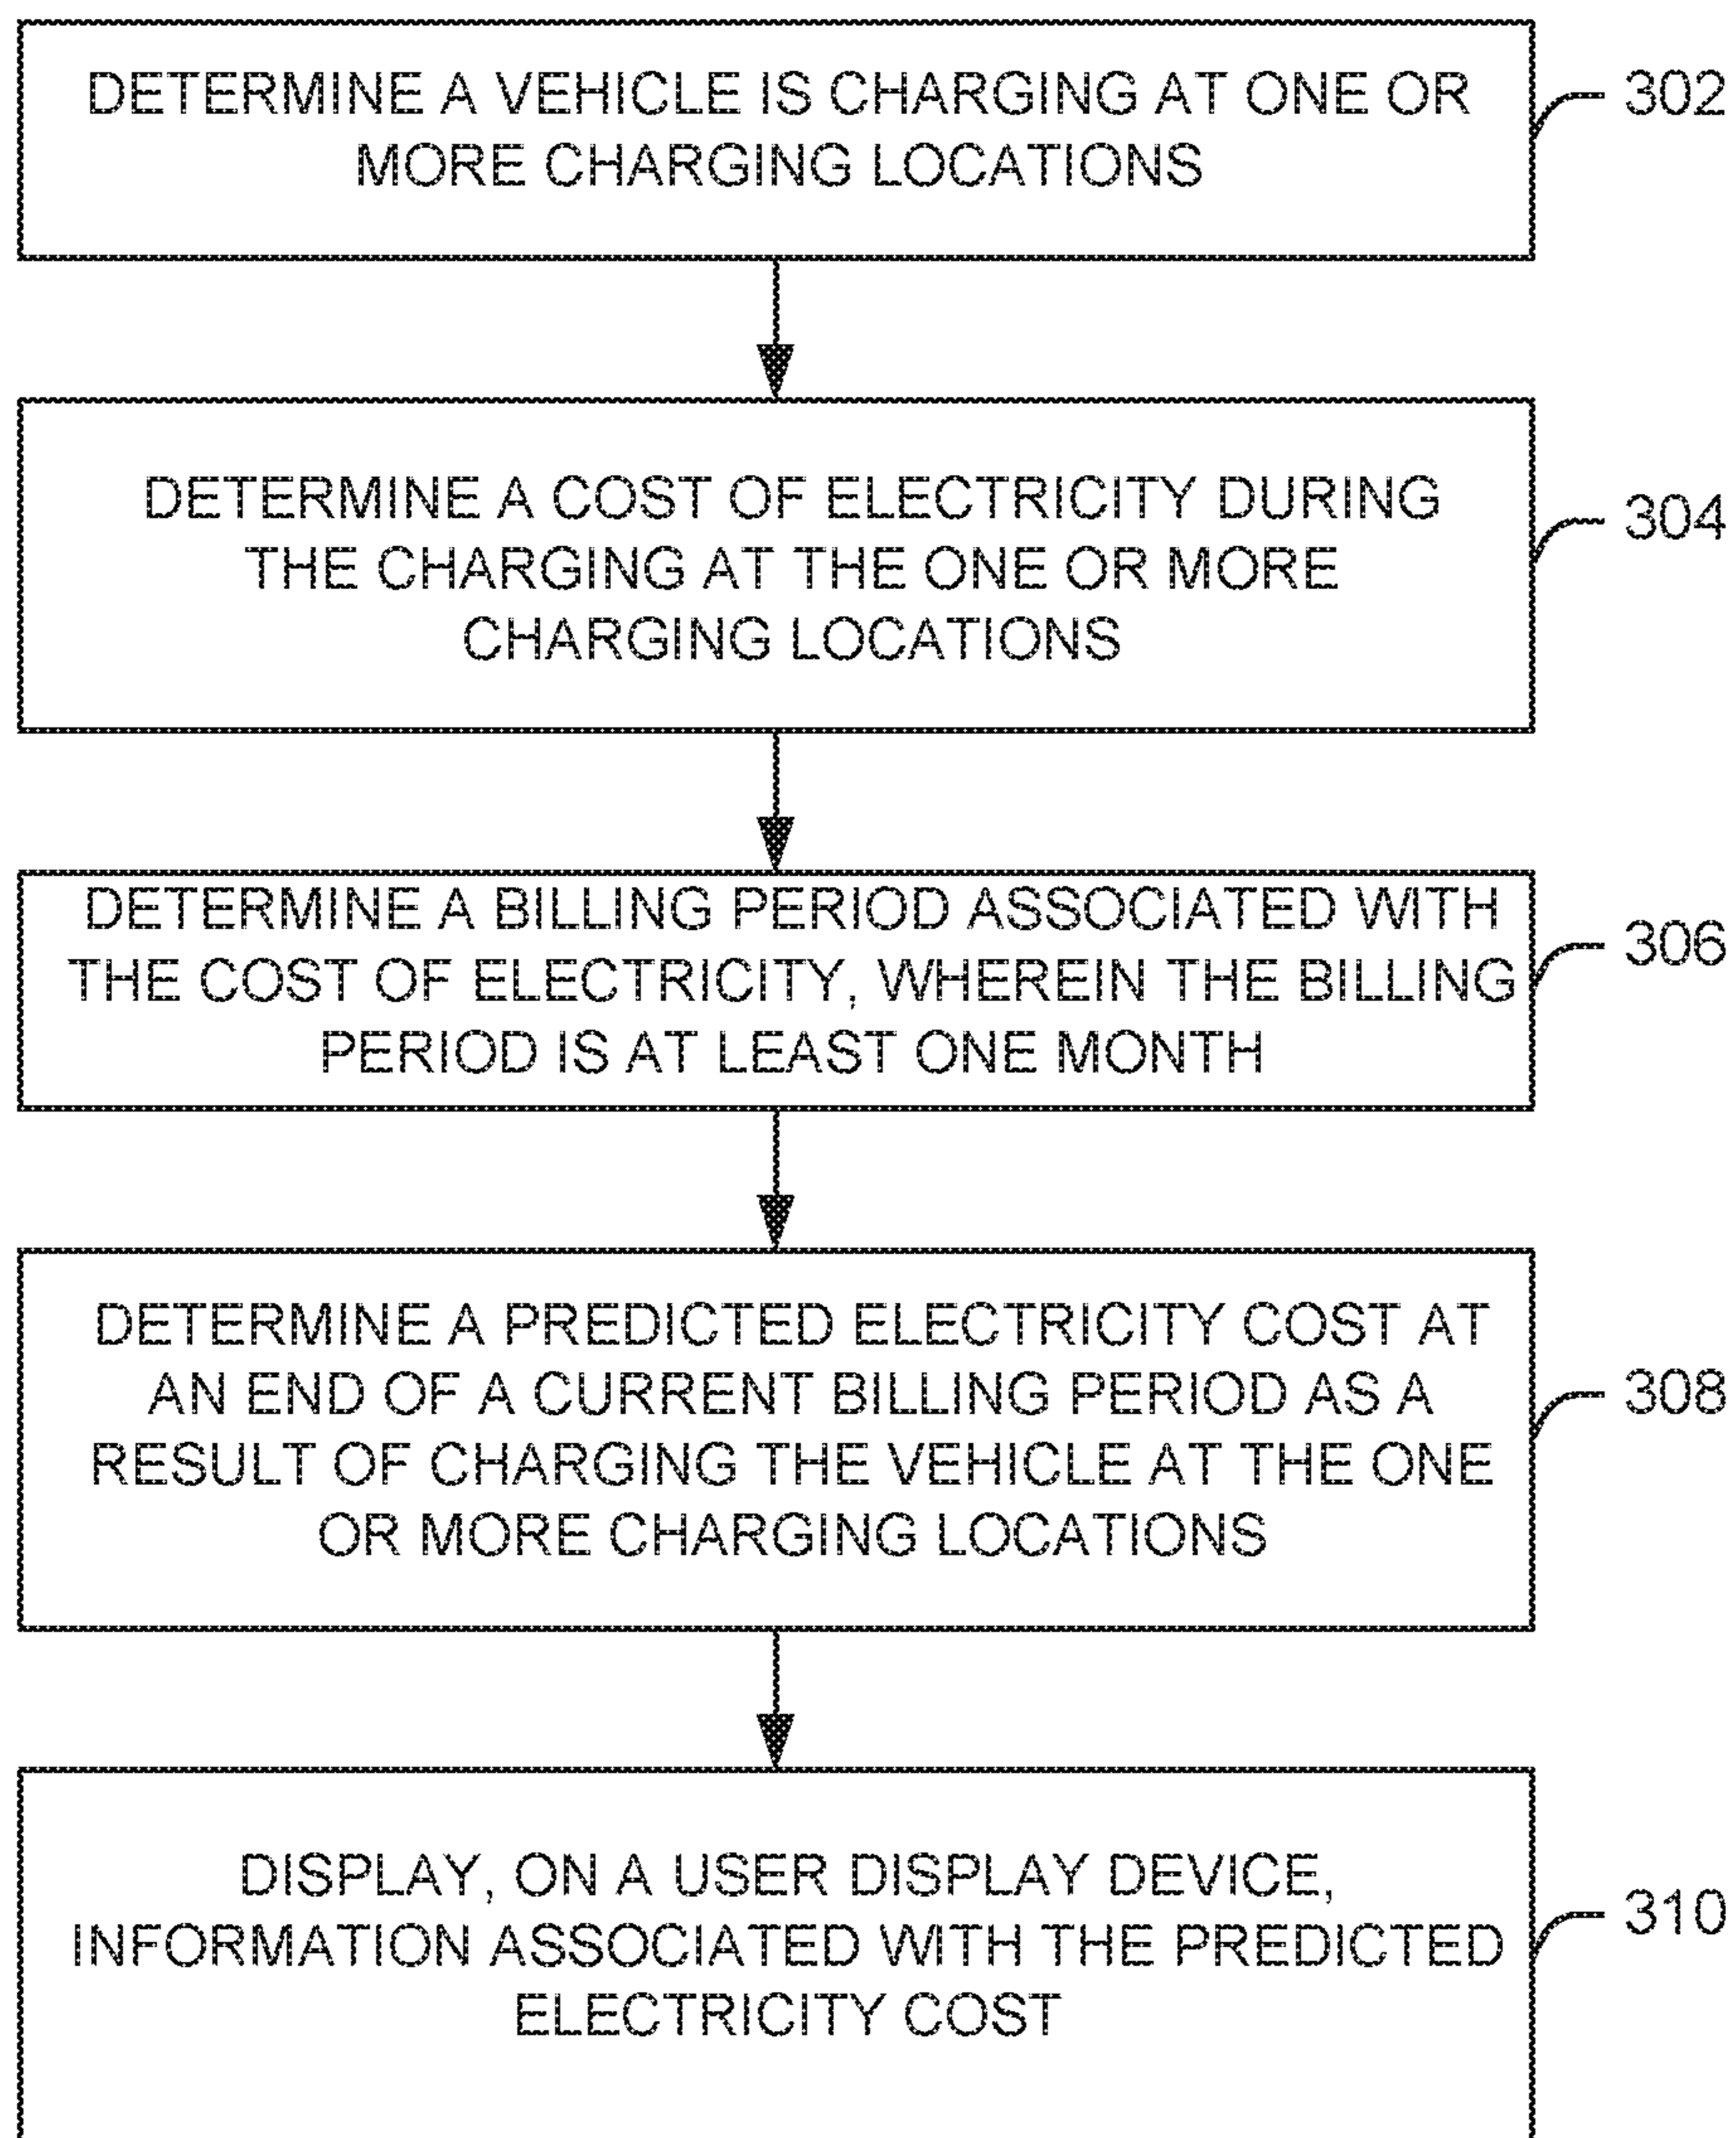 DETERMINE A VEHICLE IS CHARGING AT ONE OR
MORE CHARGING LOCATIONS
302
DETERMINE A COST OF ELECTRICITY DURING
THE CHARGING AT THE ONE OR MORE
CHARGING LOCATIONS
304
DETERMINE A BILLING PERIOD ASSOCIATED WITH
THE COST OF ELECTRICITY, WHEREIN THE BILLING
PERIOD IS AT LEAST ONE MONTH
306
DETERMINE A PREDICTED ELECTRICITY COST AT
AN END OF A CURRENT BILLING PERIOD AS A
RESULT OF CHARGING THE VEHICLE AT THE ONE
OR MORE CHARGING LOCATIONS
308
DISPLAY, ON A USER DISPLAY DEVICE,
INFORMATION ASSOCIATED WITH THE PREDICTED
ELECTRICITY COST
310